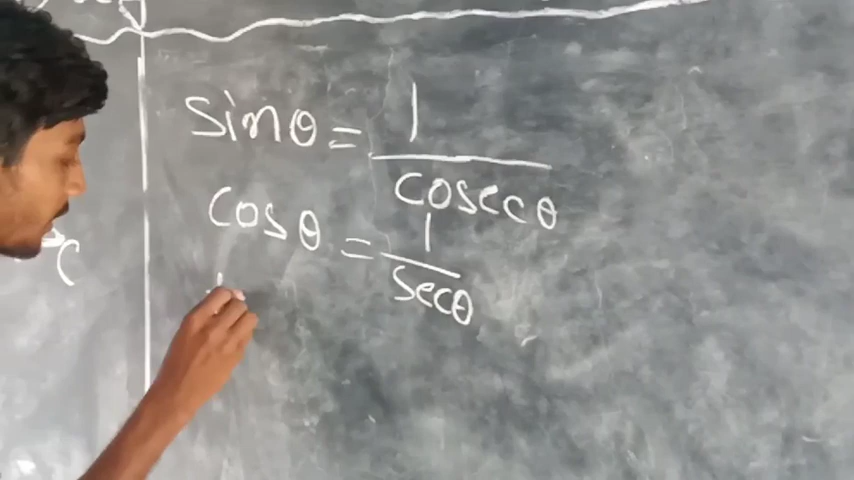 sinθ = 1/cosecθ
cosθ = 1/secθ
C